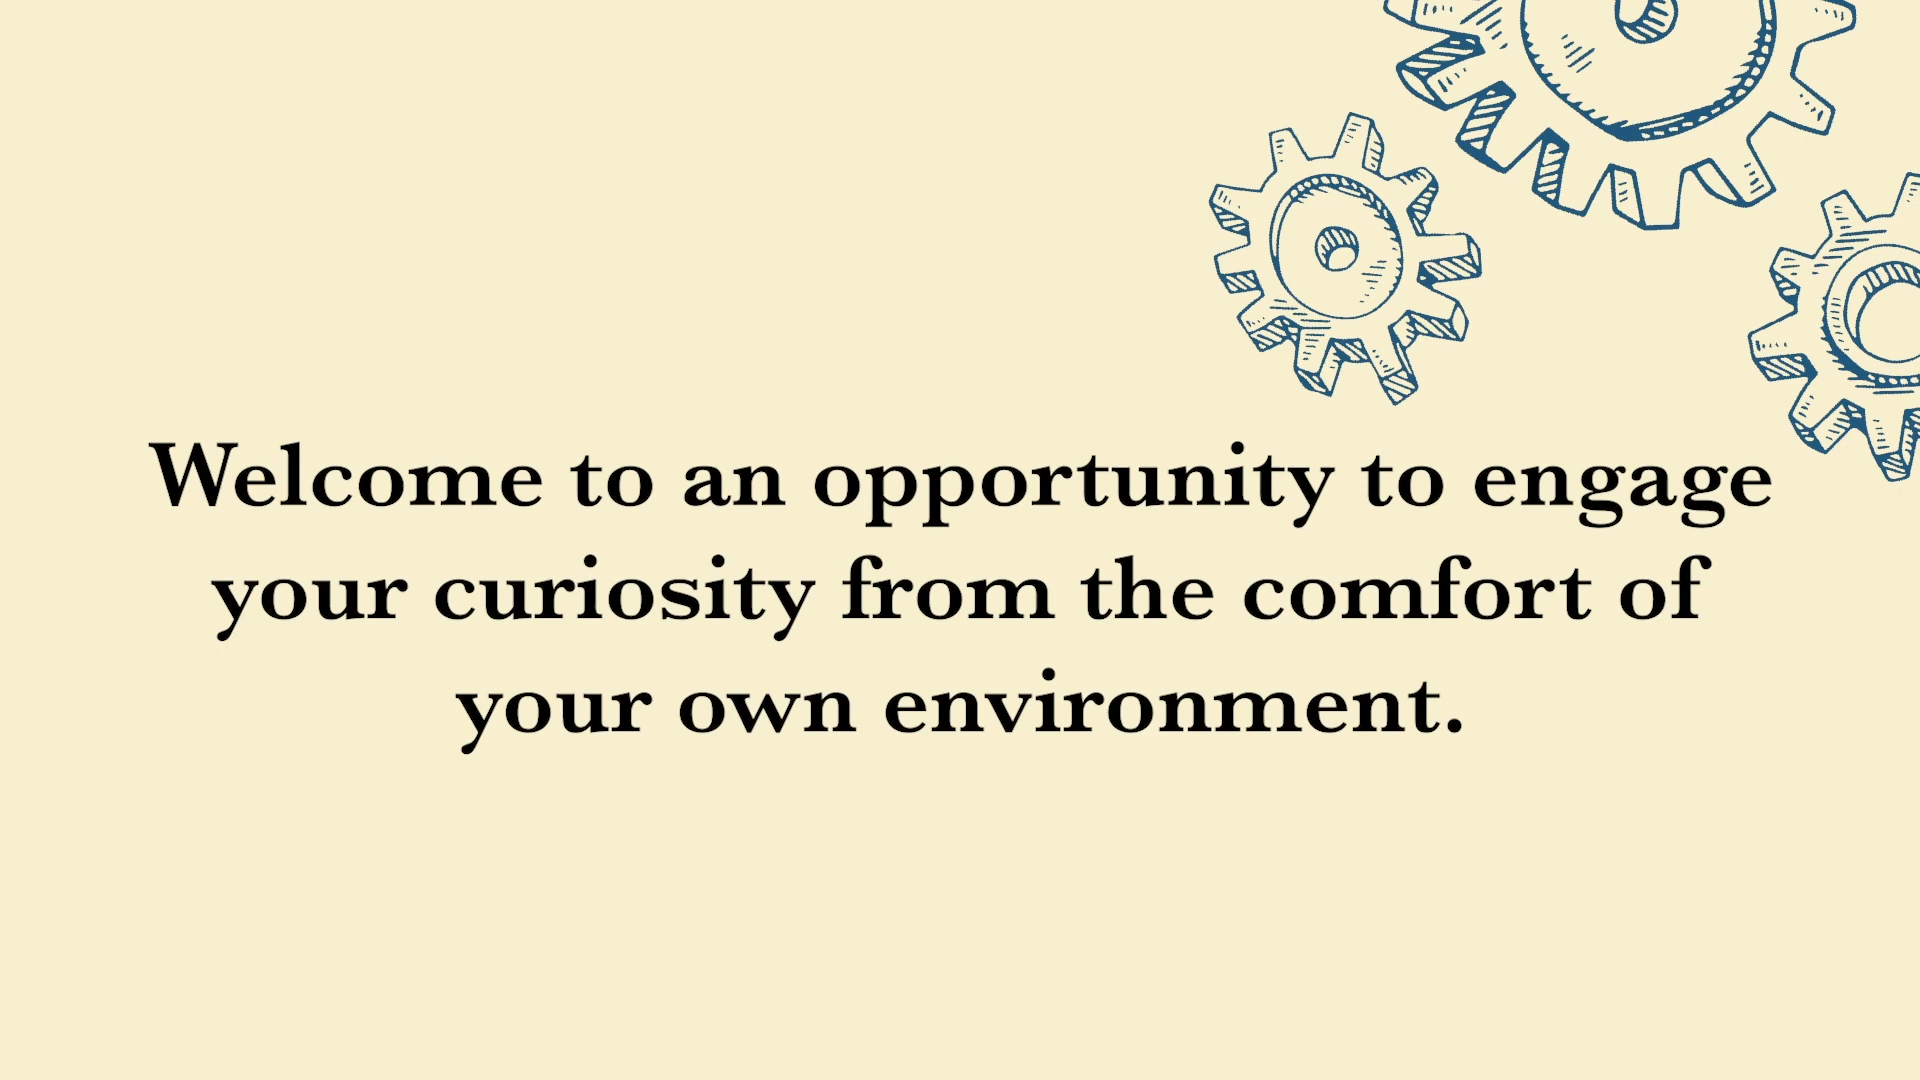 Welcome to an opportunity to engage
your curiosity from the comfort of
your own environment.